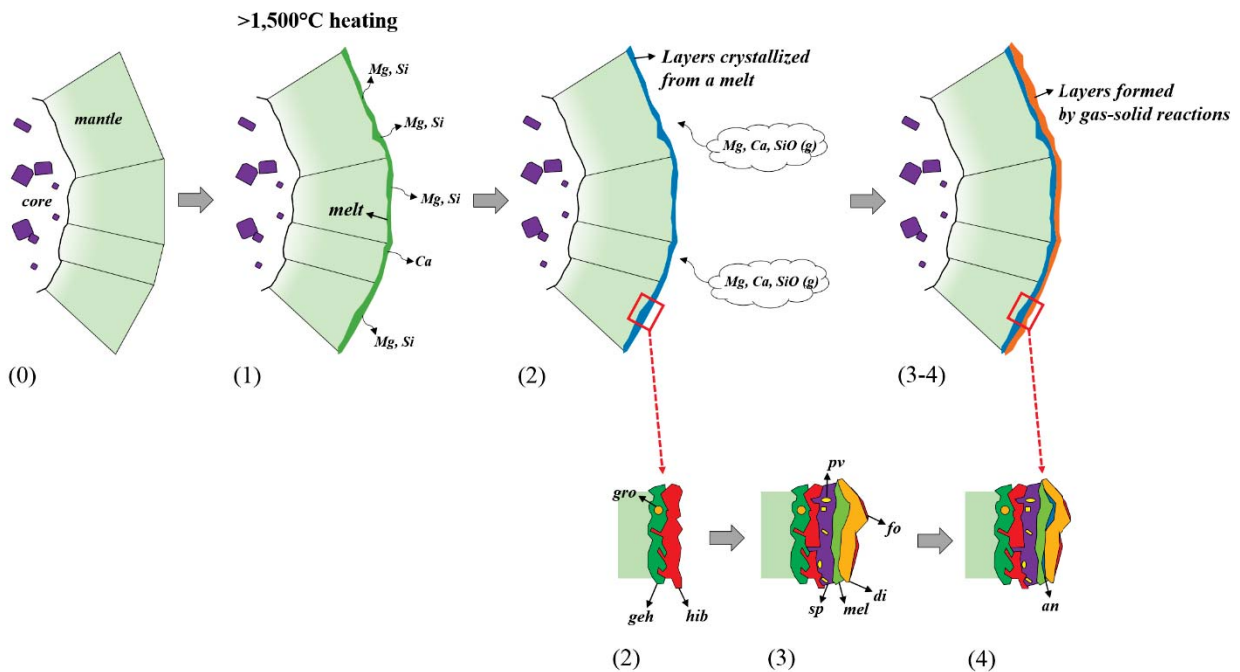 >1,500°C heating
mantle
core
(0)
Mg, Si
Mg, Si
Mg, Si
melt
Ca
Mg, Si
(1)
Layers crystallized
from a melt
Mg, Ca, SiO (g)
Mg, Ca, SiO (g)
(2)
Layers formed
by gas-solid reactions
(3-4)
gro
geh
hib
(2)
pv
fo
di
mel
sp
(3)
an
(4)